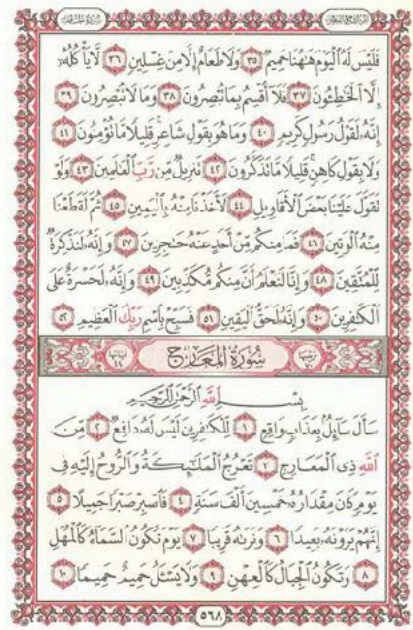 سورة الحاقة
فَلَيْسَ لَهُ الْيَوْمَ هَاهُنَا حَمِيمٌ ٣٥ وَلَا طَعَامٌ إِلَّا مِنْ غِسْلِينٍ ٣٦ لَا يَأْكُلُهُ
إِلَّا الْخَاطِئُونَ ٣٧ فَلَا أُقْسِمُ بِمَا تُبْصِرُونَ ٣٨ وَمَا لَا تُبْصِرُونَ ٣٩
إِنَّهُ لَقَوْلُ رَسُولٍ كَرِيمٍ ٤٠ وَمَا هُوَ بِقَوْلِ شَاعِرٍ قَلِيلًا مَا تُؤْمِنُونَ ٤١
وَلَا بِقَوْلِ كَاهِنٍ قَلِيلًا مَا تَذَكَّرُونَ ٤٢ تَنْزِيلٌ مِنْ رَبِّ الْعَالَمِينَ ٤٣ وَلَوْ
تَقَوَّلَ عَلَيْنَا بَعْضَ الْأَقَاوِيلِ ٤٤ لَأَخَذْنَا مِنْهُ بِالْيَمِينِ ٤٥ ثُمَّ لَقَطَعْنَا
مِنْهُ الْوَتِينَ ٤٦ فَمَا مِنْكُمْ مِنْ أَحَدٍ عَنْهُ حَاجِزِينَ ٤٧ وَإِنَّهُ لَتَذْكِرَةٌ
لِلْمُتَّقِينَ ٤٨ وَإِنَّا لَنَعْلَمُ أَنَّ مِنْكُمْ مُكَذِّبِينَ ٤٩ وَإِنَّهُ لَحَسْرَةٌ عَلَى
الْكَافِرِينَ ٥٠ وَإِنَّهُ لَحَقُّ الْيَقِينِ ٥١ فَسَبِّحْ بِاسْمِ رَبِّكَ الْعَظِيمِ ٥٢
سُورَةُ الْمَعَارِجِ
بِسْمِ اللَّهِ الرَّحْمَنِ الرَّحِيمِ
سَأَلَ سَائِلٌ بِعَذَابٍ وَاقِعٍ ١ لِلْكَافِرِينَ لَيْسَ لَهُ دَافِعٌ ٢ مِنَ
اللَّهِ ذِي الْمَعَارِجِ ٣ تَعْرُجُ الْمَلَائِكَةُ وَالرُّوحُ إِلَيْهِ فِي
يَوْمٍ كَانَ مِقْدَارُهُ خَمْسِينَ أَلْفَ سَنَةٍ ٤ فَاصْبِرْ صَبْرًا جَمِيلًا ٥
إِنَّهُمْ يَرَوْنَهُ بَعِيدًا ٦ وَنَرَاهُ قَرِيبًا ٧ يَوْمَ تَكُونُ السَّمَاءُ كَالْمُهْلِ
٨ وَتَكُونُ الْجِبَالُ كَالْعِهْنِ ٩ وَلَا يَسْأَلُ حَمِيمٌ حَمِيمًا ١٠
٥٦٨